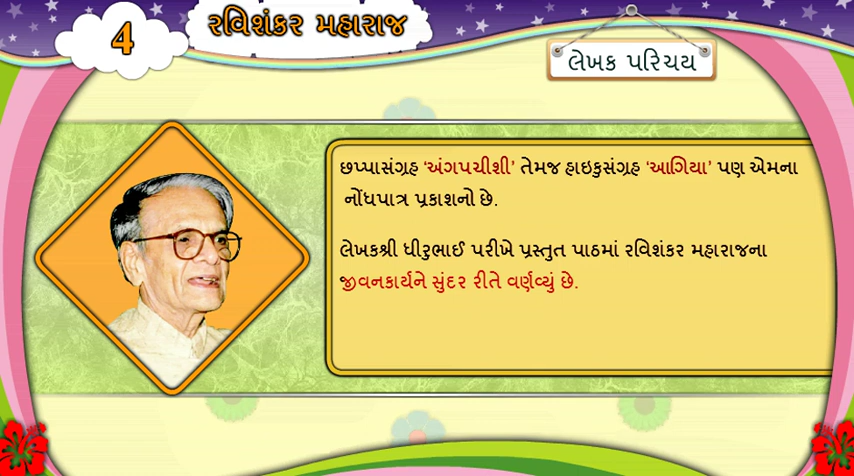 4
રવિશંકર મહારાજ
લેખક પરિચય
છપ્પાસંગ્રહ ‘અંગપચીશી’ તેમજ હાઇકુસંગ્રહ ‘આગિયા’ પણ એમના
નોંધપાત્ર પ્રકાશનો છે.
લેખકશ્રી ધીરુભાઈ પરીખે પ્રસ્તુત પાઠમાં રવિશંકર મહારાજના
જીવનકાર્યને સુંદર રીતે વર્ણવ્યું છે.